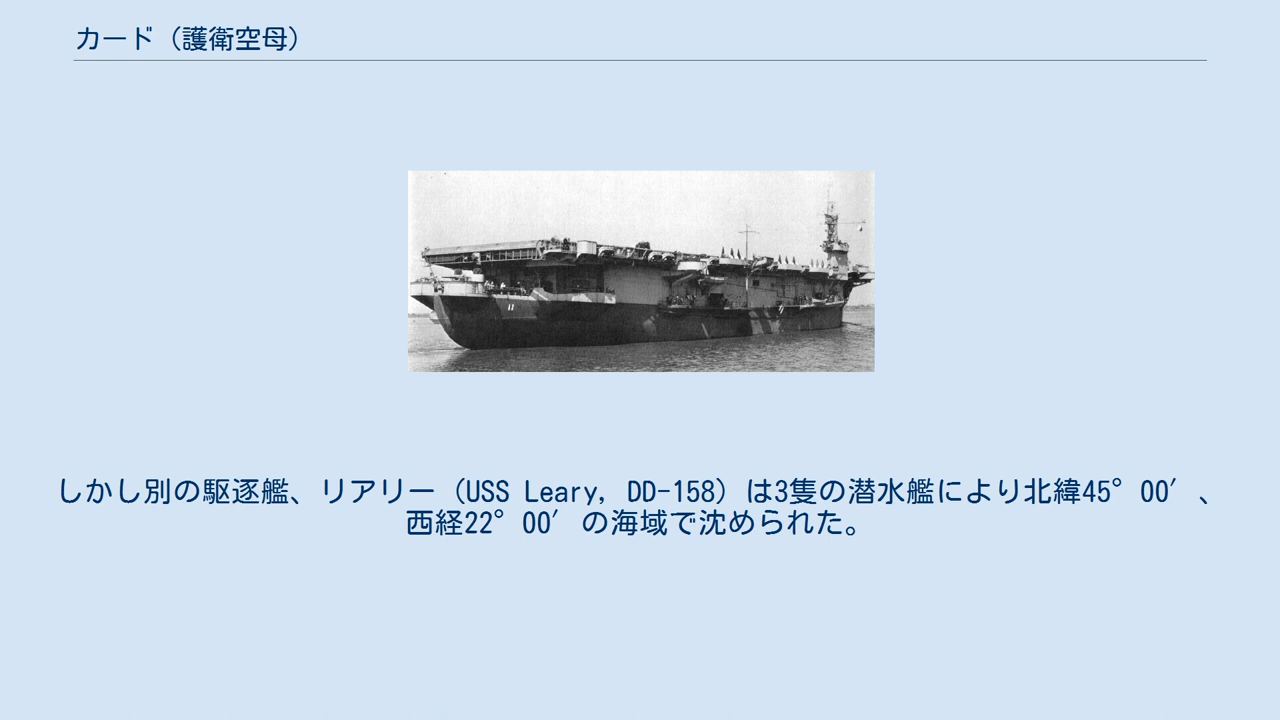 カード（護衛空母）
11
しかし別の駆逐艦、リアリー（USS Leary, DD-158）は3隻の潜水艦により北緯45°00′、
西経22°00′の海域で沈められた。